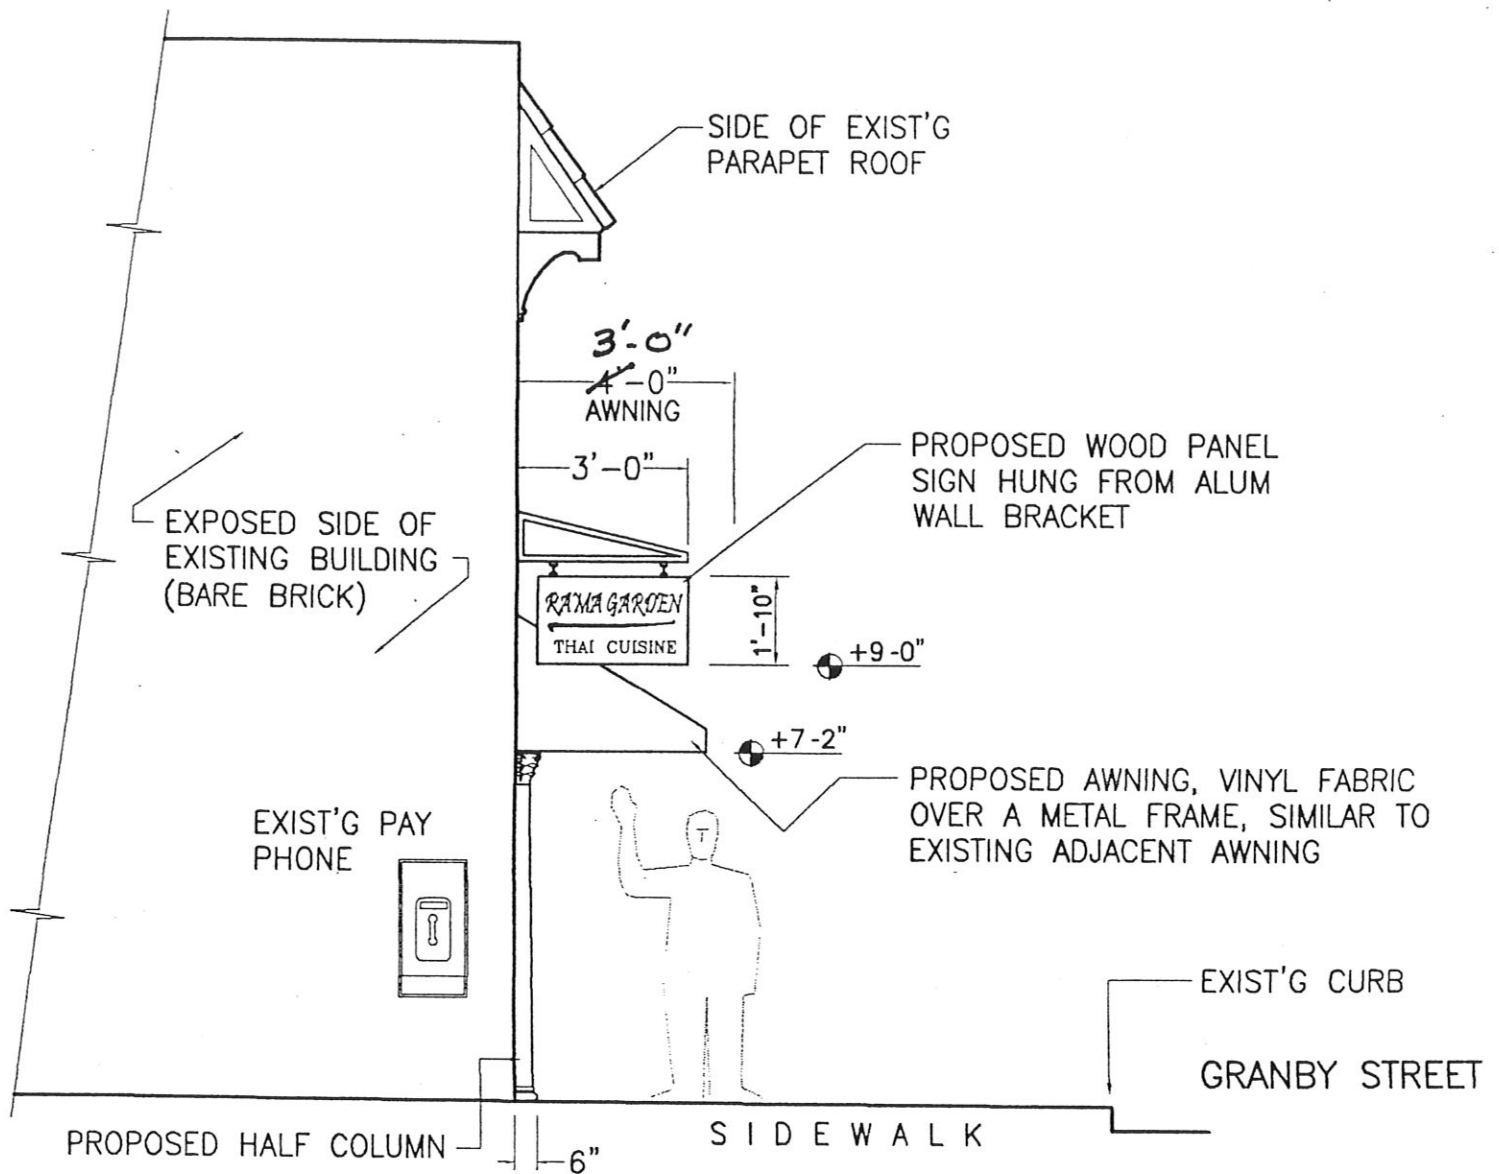 SIDE OF EXIST'G
PARAPET ROOF
3'-0"
4'-0"
AWNING
3'-0"
PROPOSED WOOD PANEL
SIGN HUNG FROM ALUM
WALL BRACKET
EXPOSED SIDE OF
EXISTING BUILDING
(BARE BRICK)
RAMA GARDEN
THAI CUISINE
1'-10"
+9-0"
+7-2"
PROPOSED AWNING, VINYL FABRIC
OVER A METAL FRAME, SIMILAR TO
EXISTING ADJACENT AWNING
EXIST'G PAY
PHONE
EXIST'G CURB
GRANBY STREET
PROPOSED HALF COLUMN
6"
SIDEWALK